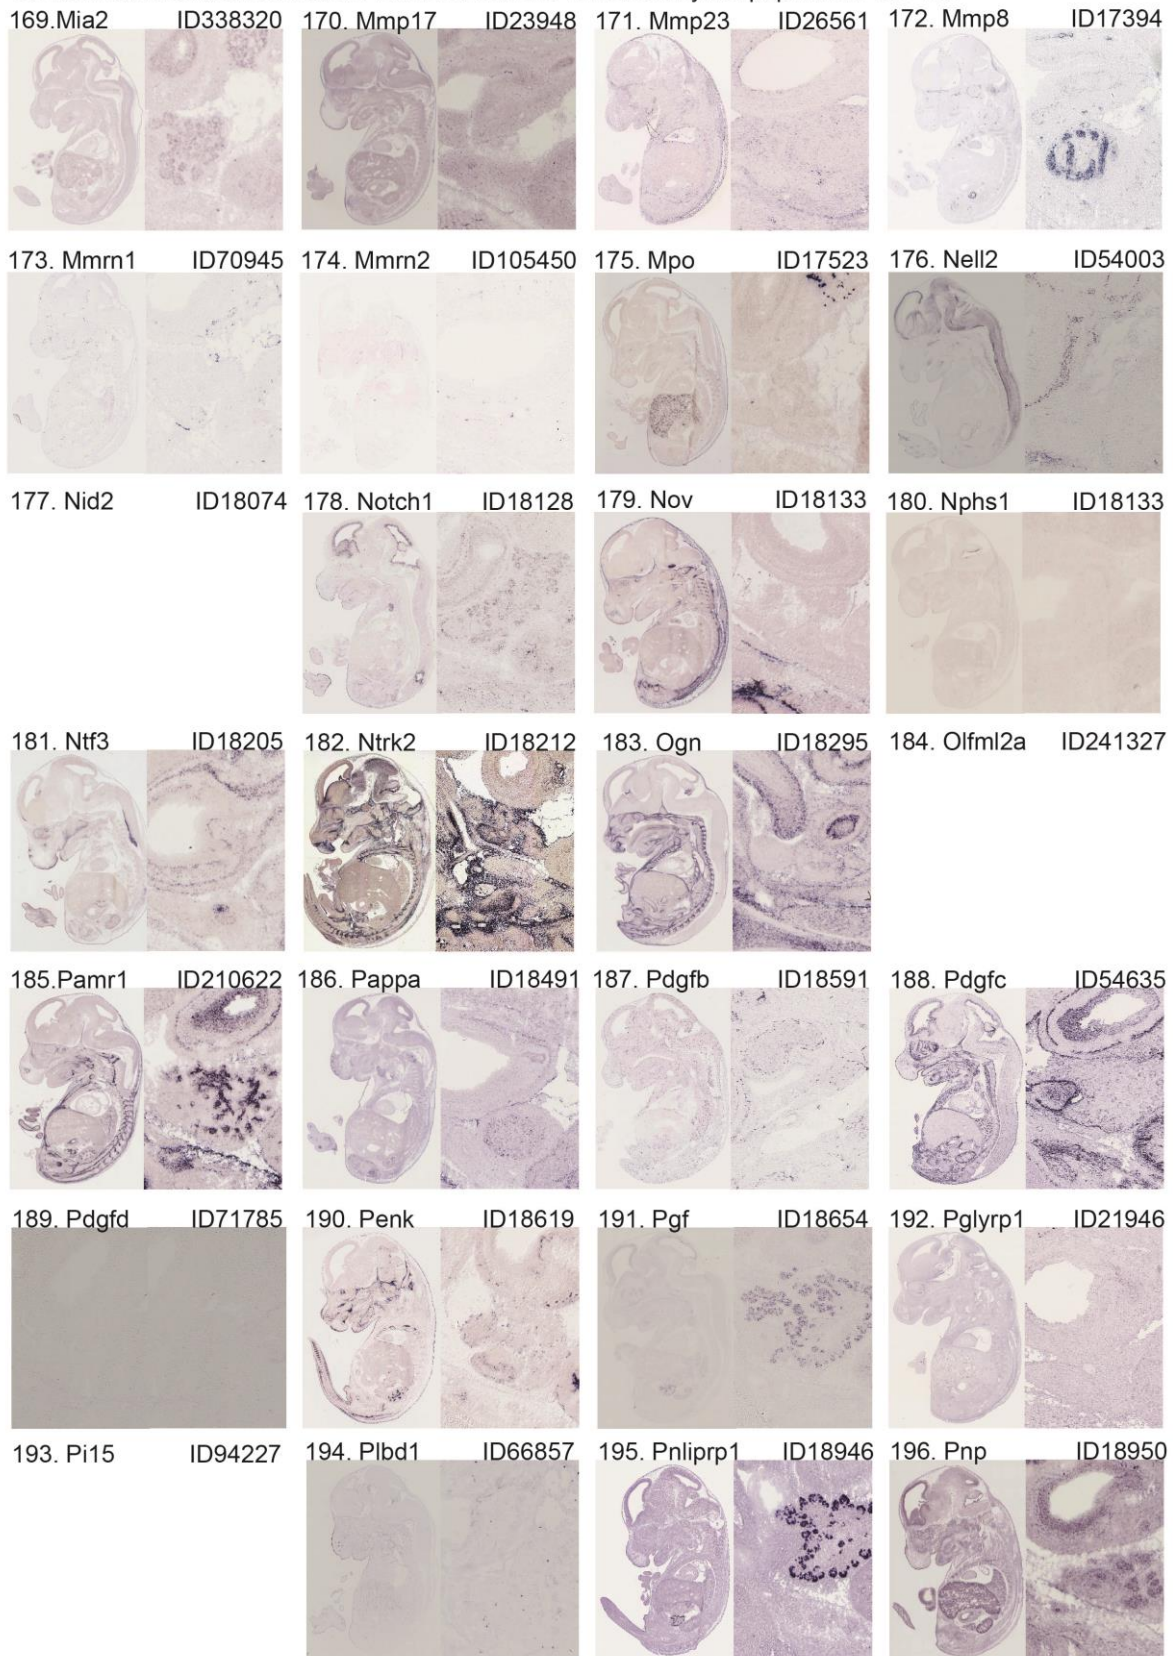 169.Mia2 ID338320 170. Mmp17 ID23948 171. Mmp23 ID26561 172. Mmp8 ID17394
173. Mmrn1 ID70945 174. Mmrn2 ID105450 175. Mpo ID17523 176. Nell2 ID54003
177. Nid2 ID18074 178. Notch1 ID18128 179. Nov ID18133 180. Nphs1 ID18133
181. Ntf3 ID18205 182. Ntrk2 ID18212 183. Ogn ID18295 184. Olfml2a ID241327
185.Pamr1 ID210622 186. Pappa ID18491 187. Pdgfb ID18591 188. Pdgfc ID54635
189. Pdgfd ID71785 190. Penk ID18619 191. Pgf ID18654 192. Pglyrp1 ID21946
193. Pi15 ID94227 194. Plbd1 ID66857 195. Pnliprp1 ID18946 196. Pnp ID18950